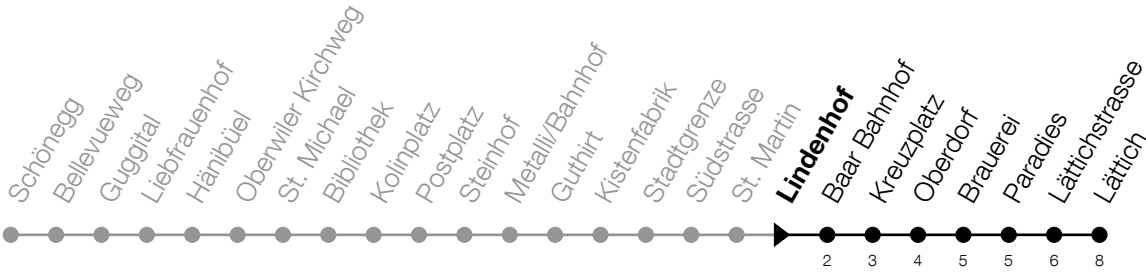 Schönegg
Bellevueweg
Guggital
Liebfrauenhof
Hänibüel
Oberwiler Kirchweg
St. Michael
Bibliothek
Kolinplatz
Postplatz
Steinhof
Metalli/Bahnhof
Guthirt
Kistenfabrik
Stadtgrenze
Südstrasse
St. Martin
Lindenhof
Baar Bahnhof
Kreuzplatz
Oberdorf
Brauerei
Paradies
Lättichstrasse
Lättich
2 3 4 5 5 6 8